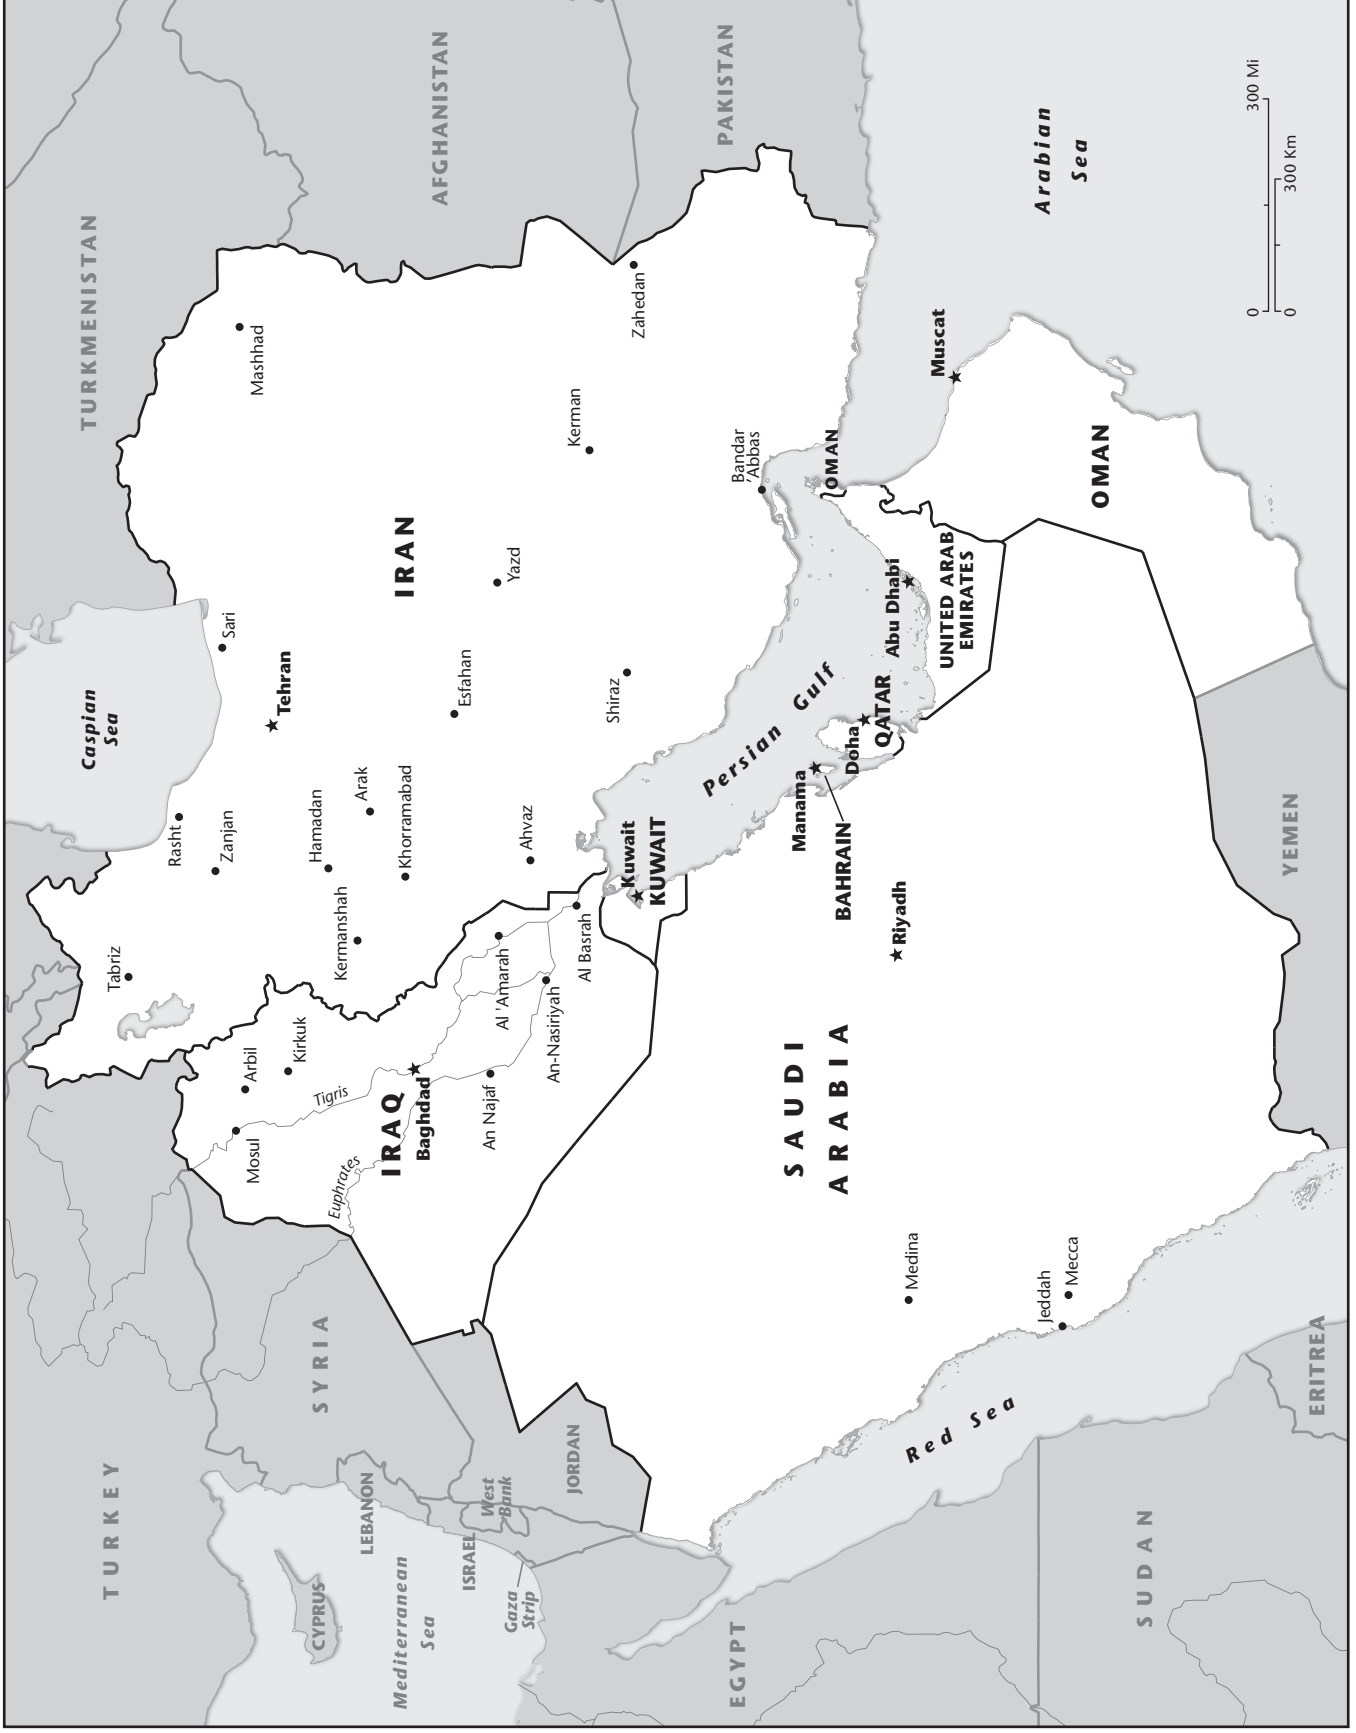 TURKEY
CYPRUS
Mediterranean
Sea
LEBANON
SYRIA
ISRAEL
West
Bank
Gaza
Strip
JORDAN
EGYPT
SUDAN
ERITREA
Red Sea
YEMEN
Caspian
Sea
TURKMENISTAN
AFGHANISTAN
PAKISTAN
Arabian
Sea
IRAQ
Baghdad
Mosul
Arbil
Kirkuk
Tigris
Euphrates
An Najaf
An-Nasiriyah
Al 'Amarah
Al Basrah
IRAN
Tabriz
Rasht
Zanjan
Sari
Tehran
Mashhad
Hamadan
Kermanshah
Arak
Khorramabad
Esfahan
Ahvaz
Yazd
Shiraz
Kerman
Zahedan
Bandar
'Abbas
Kuwait
KUWAIT
Persian Gulf
SAUDI
ARABIA
Riyadh
Medina
Jeddah
Mecca
Manama
BAHRAIN
Doha
QATAR
Abu Dhabi
UNITED ARAB
EMIRATES
OMAN
Muscat
OMAN
0
300 Mi
0
300 Km